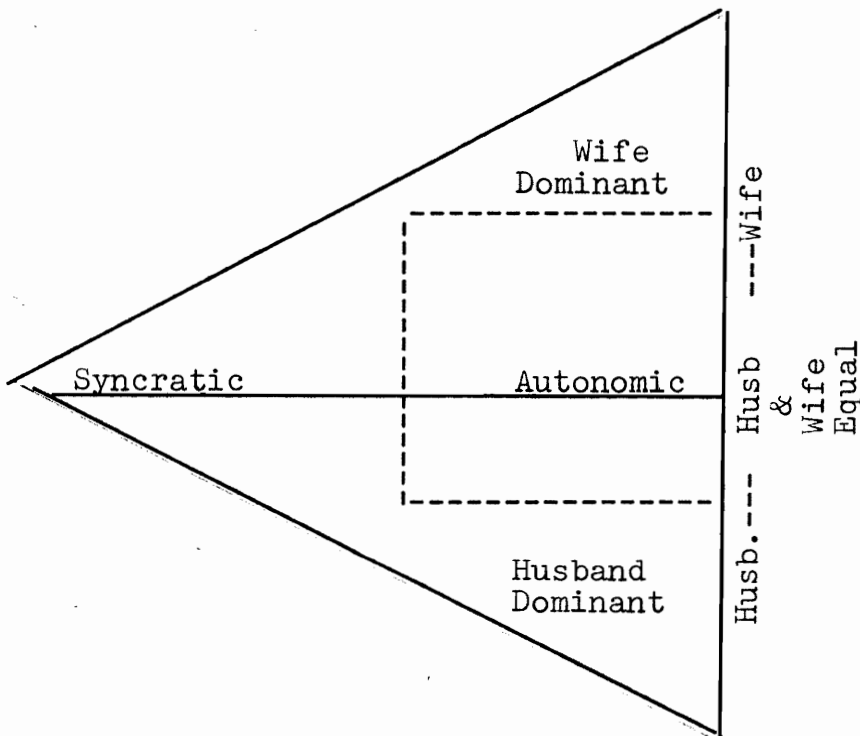 Wife
Dominant
Syncratic
Autonomic
Husband
Dominant
Husb.---- Husb ----Wife
&
Wife
Equal